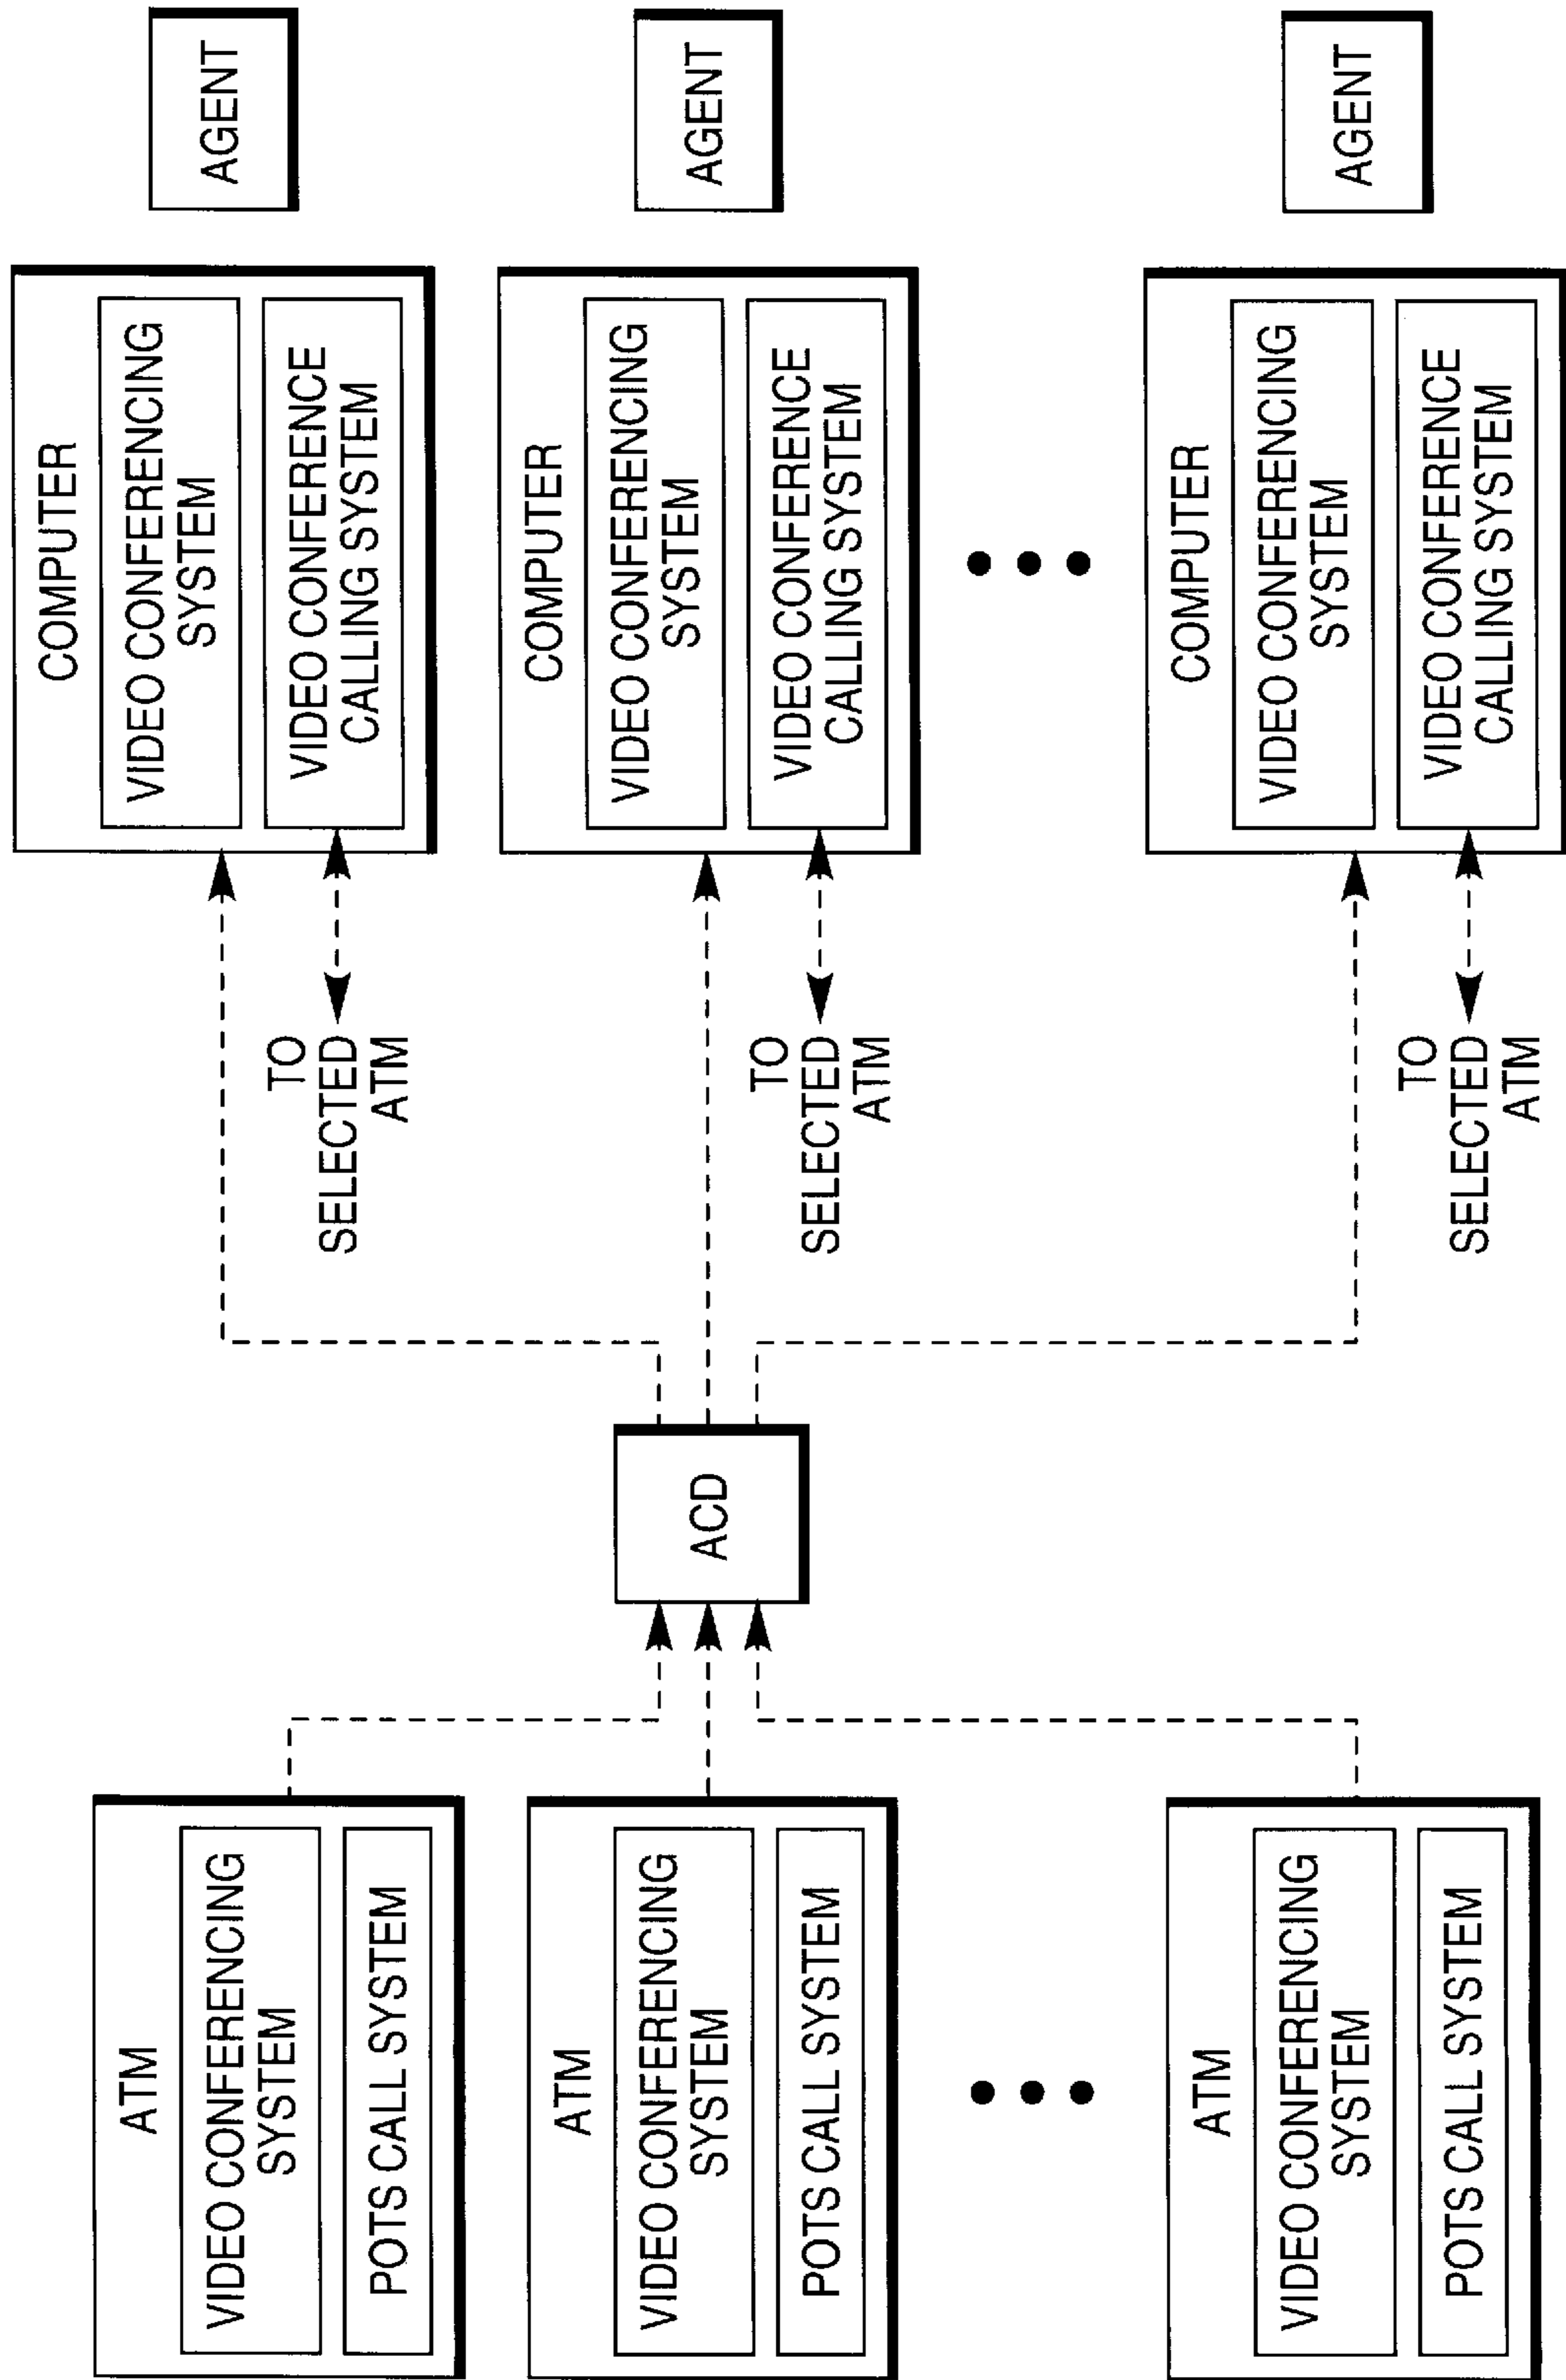 ATM
VIDEO CONFERENCING
SYSTEM
POTS CALL SYSTEM
ATM
VIDEO CONFERENCING
SYSTEM
POTS CALL SYSTEM
ATM
VIDEO CONFERENCING
SYSTEM
POTS CALL SYSTEM
ACD
TO
SELECTED
ATM
TO
SELECTED
ATM
TO
SELECTED
ATM
COMPUTER
VIDEO CONFERENCING
SYSTEM
VIDEO CONFERENCE
CALLING SYSTEM
COMPUTER
VIDEO CONFERENCING
SYSTEM
VIDEO CONFERENCE
CALLING SYSTEM
COMPUTER
VIDEO CONFERENCING
SYSTEM
VIDEO CONFERENCE
CALLING SYSTEM
AGENT
AGENT
AGENT